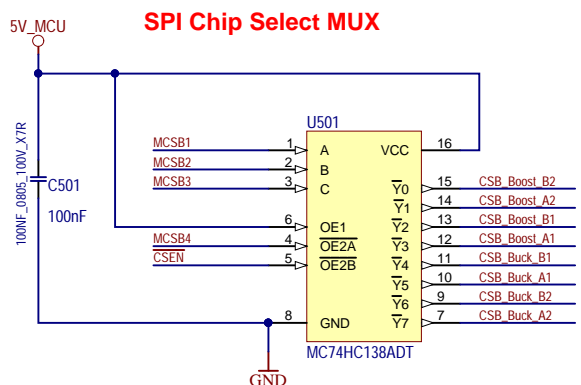 SPI Chip Select MUX
5V_MCU
100NF_0805_100V_X7R
C501
100nF
U501
MCSB1 1 A VCC 16
MCSB2 2 B
MCSB3 3 C Y0 15 CSB_Boost_B2
Y1 14 CSB_Boost_A2
6 OE1 Y2 13 CSB_Boost_B1
MCSB4 4 OE2A Y3 12 CSB_Boost_A1
CSEN 5 OE2B Y4 11 CSB_Buck_B1
Y5 10 CSB_Buck_A1
Y6 9 CSB_Buck_B2
8 GND Y7 7 CSB_Buck_A2
MC74HC138ADT
GND